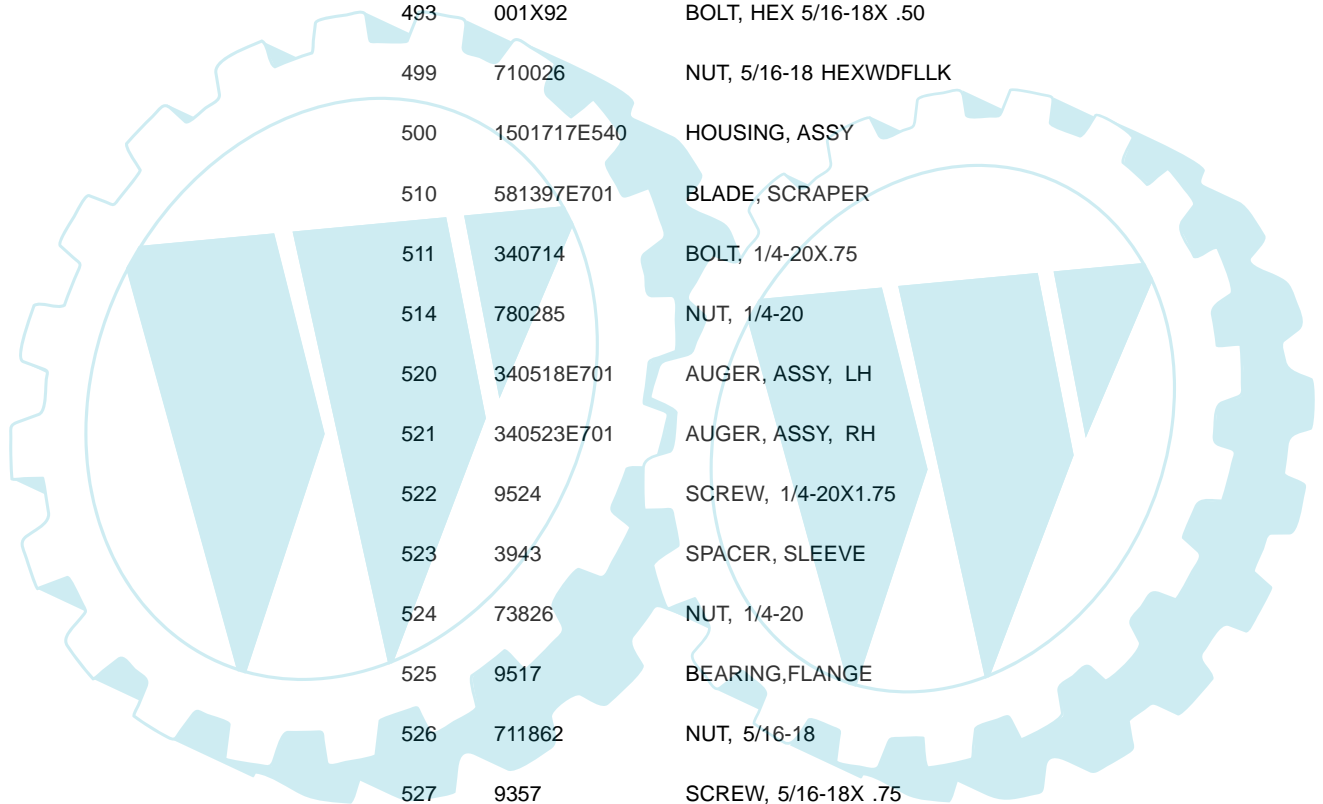 493 001X92 BOLT, HEX 5/16-18X .50
499 710026 NUT, 5/16-18 HEXWDFLLK
500 1501717E540 HOUSING, ASSY
510 581397E701 BLADE, SCRAPER
511 340714 BOLT, 1/4-20X.75
514 780285 NUT, 1/4-20
520 340518E701 AUGER, ASSY, LH
521 340523E701 AUGER, ASSY, RH
522 9524 SCREW, 1/4-20X1.75
523 3943 SPACER, SLEEVE
524 73826 NUT, 1/4-20
525 9517 BEARING,FLANGE
526 711862 NUT, 5/16-18
527 9357 SCREW, 5/16-18X .75